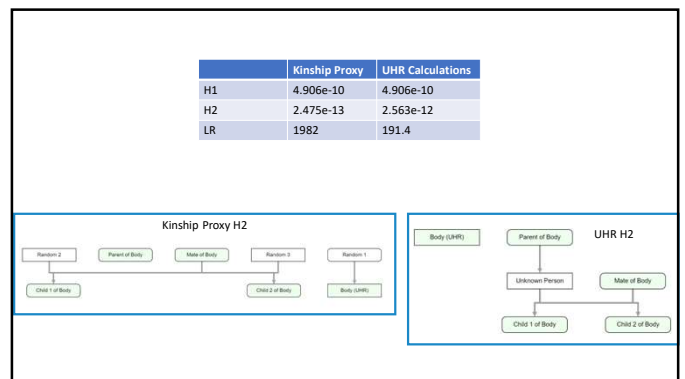 Kinship Proxy UHR Calculations
H1 4.906e-10 4.906e-10
H2 2.475e-13 2.563e-12
LR 1982 191.4
Kinship Proxy H2
Random 2 Parent of Body Mate of Body Random 3 Random 1
Child 1 of Body Child 2 of Body Body (UHR)
UHR H2
Body (UHR) Parent of Body
Unknown Person Mate of Body
Child 1 of Body Child 2 of Body